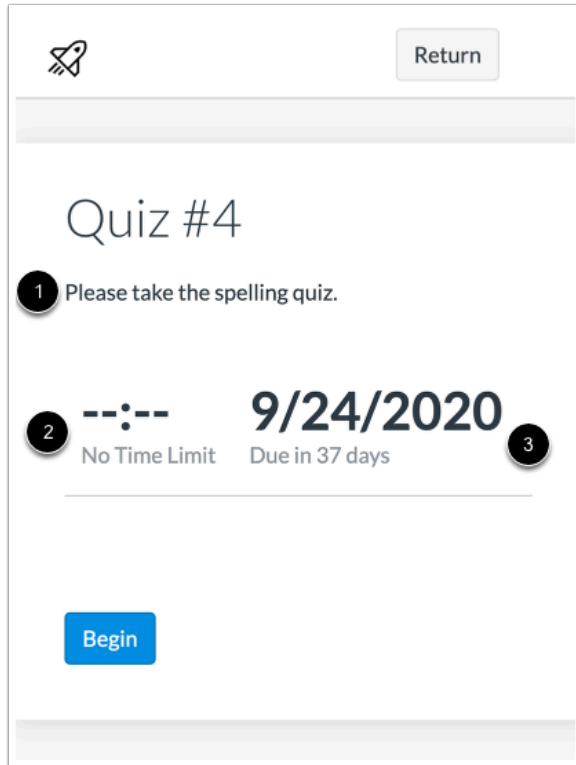 Return
Quiz #4
1 Please take the spelling quiz.
2 --:-- 9/24/2020 3
No Time Limit Due in 37 days
Begin